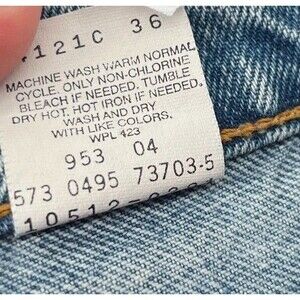 121C 36
MACHINE WASH WARM NORMAL
CYCLE. ONLY NON-CHLORINE
BLEACH IF NEEDED. TUMBLE
DRY HOT. HOT IRON IF NEEDED.
WASH AND DRY
WITH LIKE COLORS.
WPL 423
953 04
573 0495 73703-5